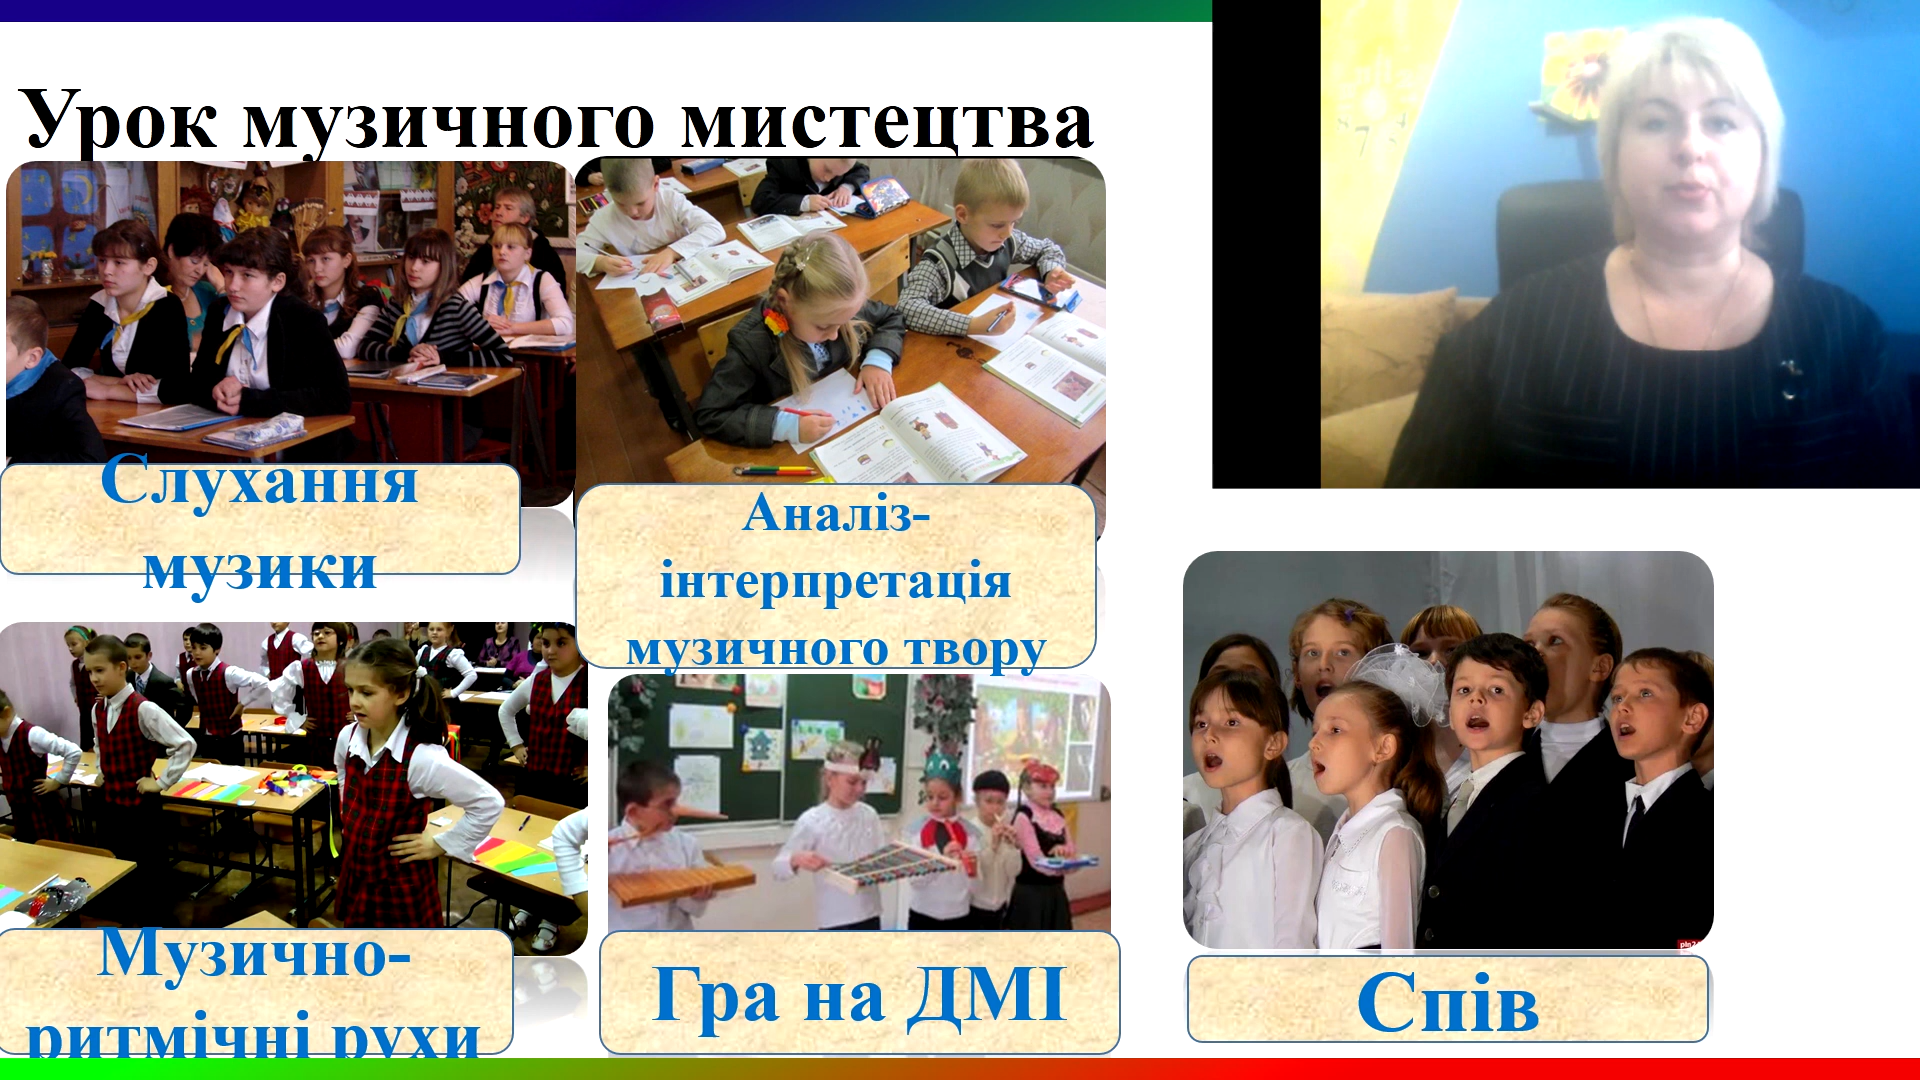 Урок музичного мистецтва
Слухання
музики
Аналіз-
інтерпретація
музичного твору
Музично-
ритмічні рухи
Гра на ДМІ
Спів